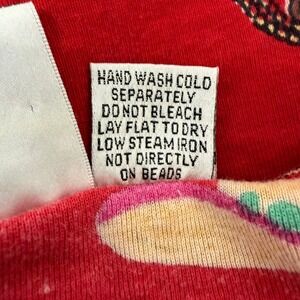 HAND WASH COLD
SEPARATELY
DO NOT BLEACH
LAY FLAT TO DRY
LOW STEAM IRON
NOT DIRECTLY
ON BEADS